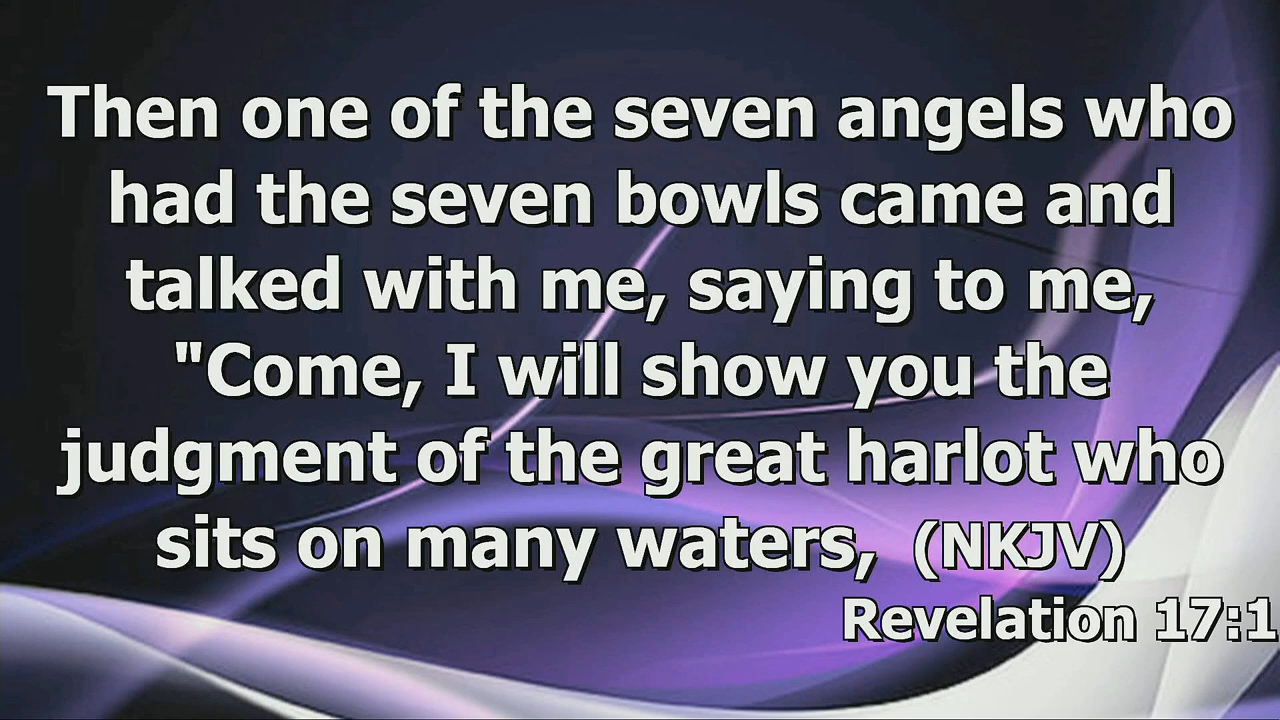 Then one of the seven angels who
had the seven bowls came and
talked with me, saying to me,
"Come, I will show you the
judgment of the great harlot who
sits on many waters, (NKJV)
Revelation 17:1